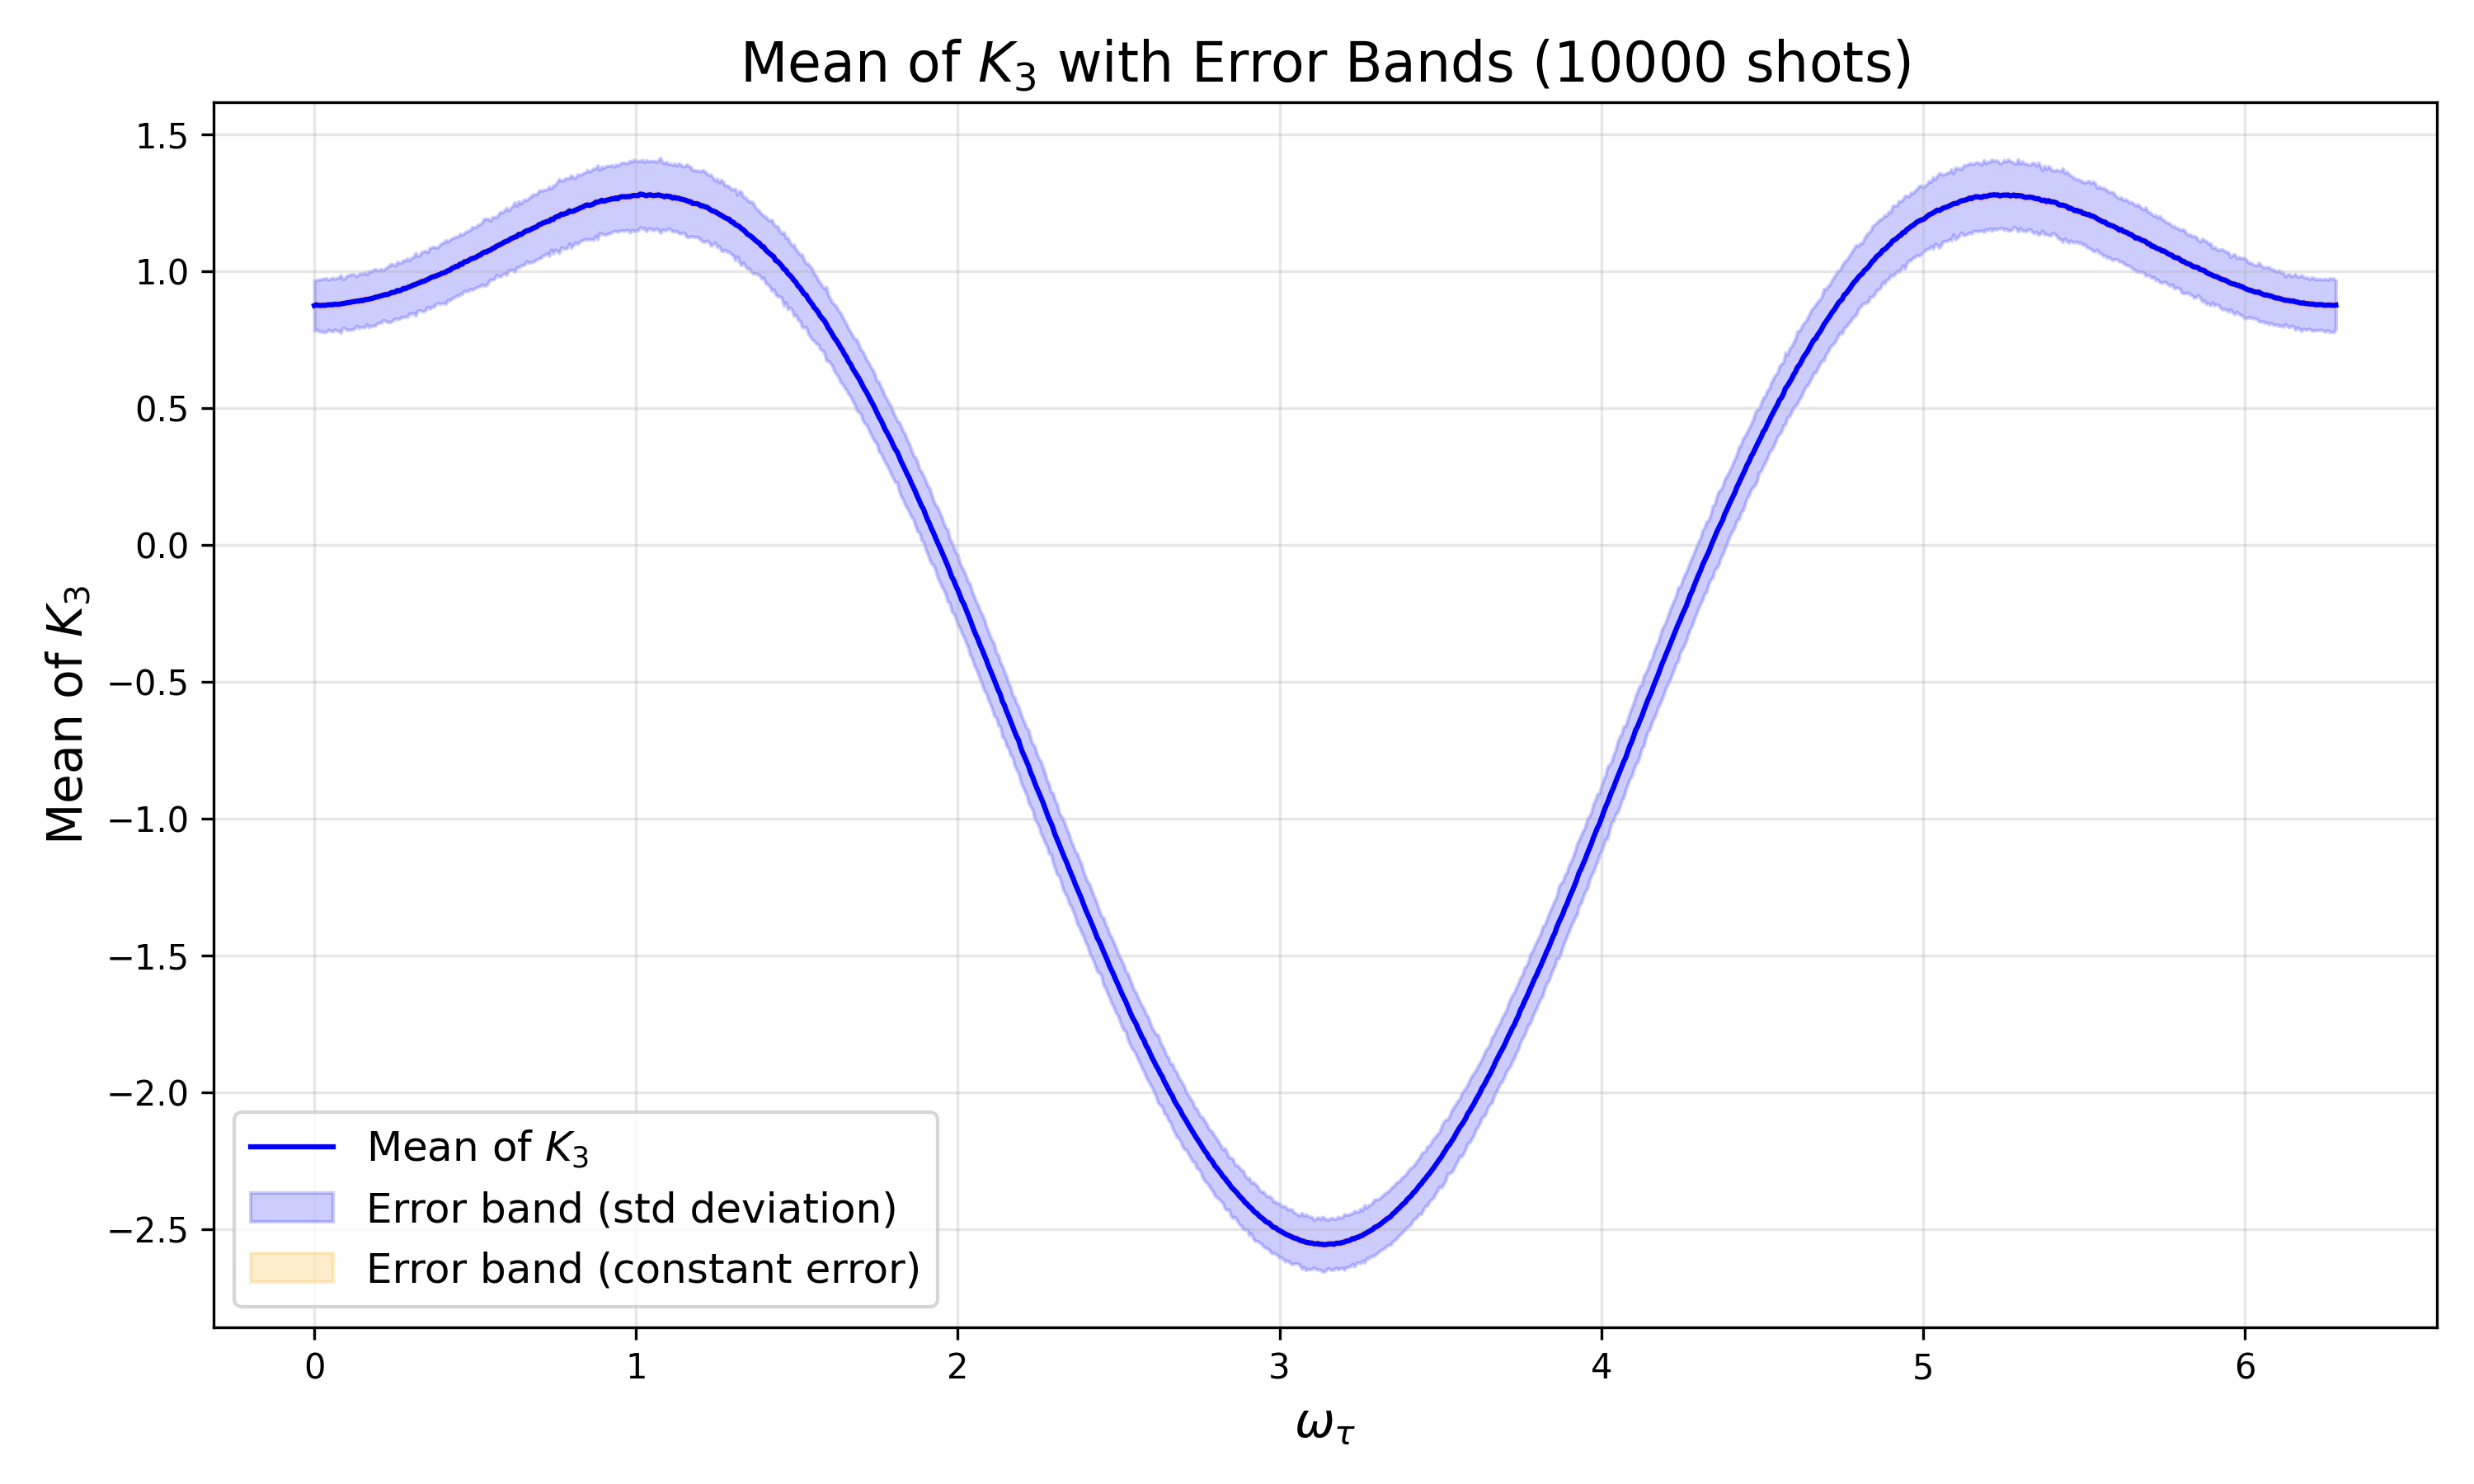 Mean of K₃ with Error Bands (10000 shots)
Mean of K₃
1.5
1.0
0.5
0.0
−0.5
−1.0
−1.5
−2.0
−2.5
Mean of K₃
Error band (std deviation)
Error band (constant error)
0 1 2 3 4 5 6
ω_τ